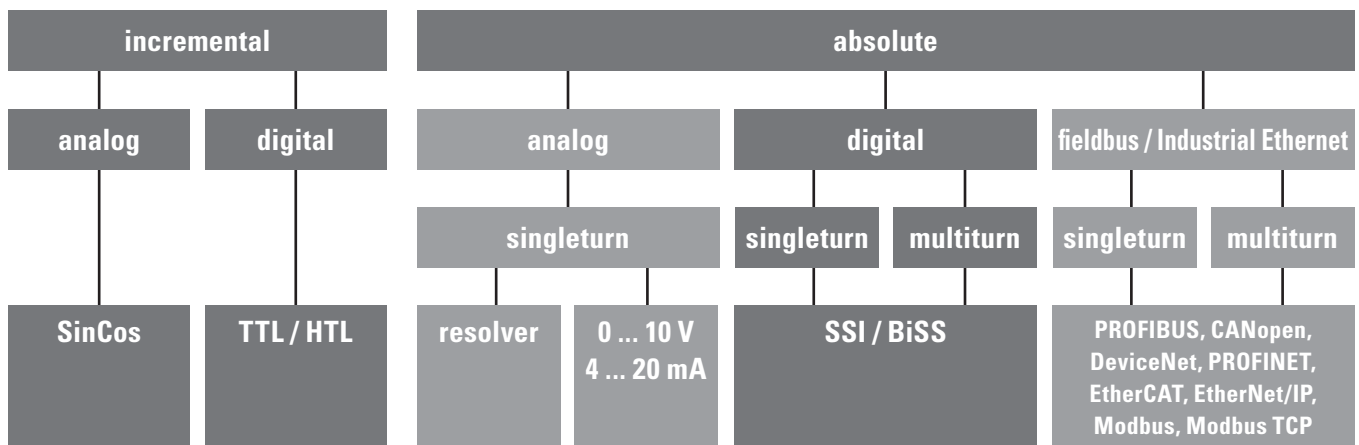 incremental
absolute
analog
digital
analog
digital
fieldbus / Industrial Ethernet
singleturn
singleturn
multiturn
singleturn
multiturn
SinCos
TTL / HTL
resolver
0 ... 10 V
4 ... 20 mA
SSI / BiSS
PROFIBUS, CANopen,
DeviceNet, PROFINET,
EtherCAT, EtherNet/IP,
Modbus, Modbus TCP